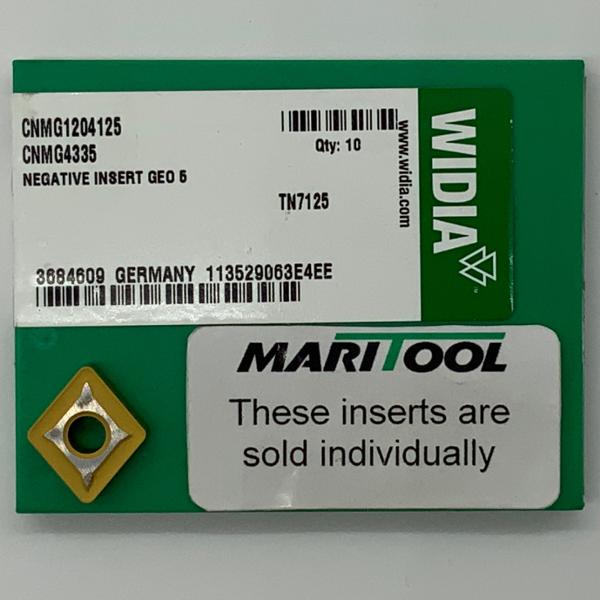 CNMG1204125
CNMG4335
NEGATIVE INSERT GEO 5
Qty: 10
TN7125
www.widia.com
WIDIA
3684609 GERMANY 113529063E4EE
MARITOOL
These inserts are
sold individually